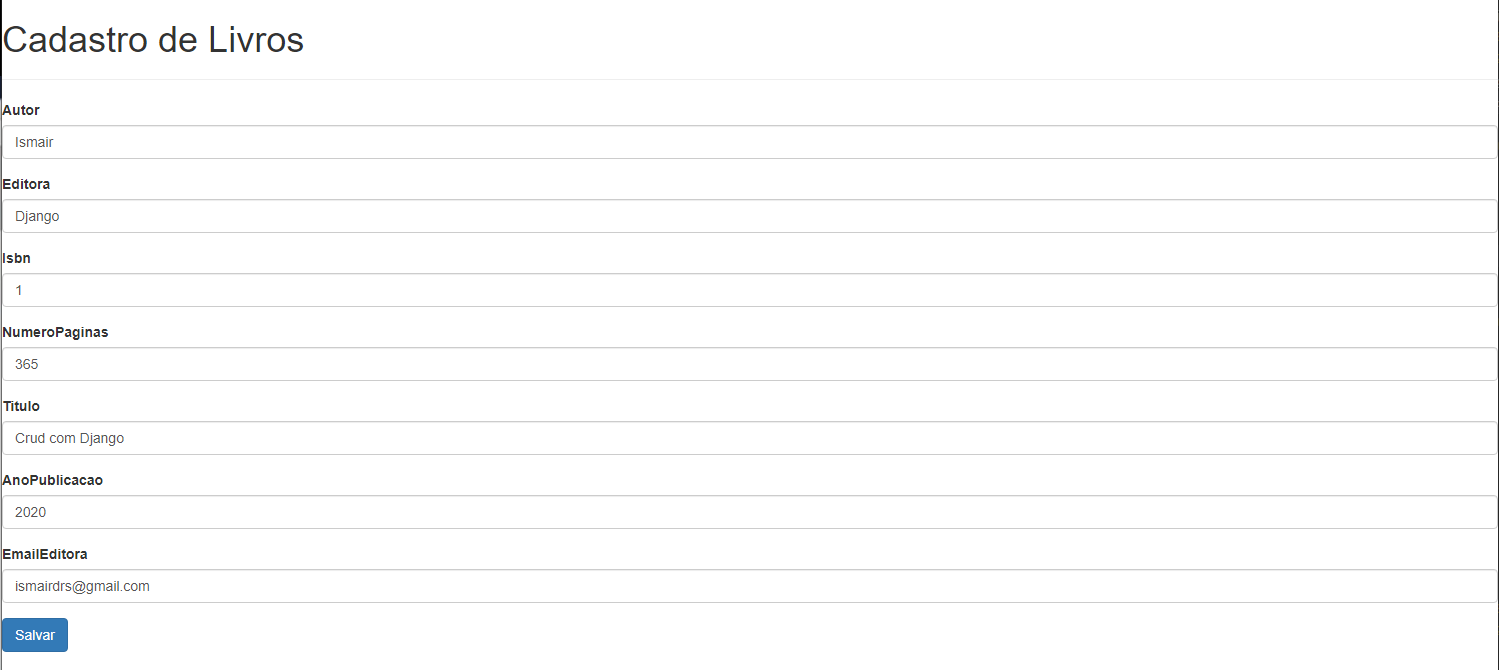 Cadastro de Livros
Autor
Ismair
Editora
Django
Isbn
1
NumeroPaginas
365
Titulo
Crud com Django
AnoPublicacao
2020
EmailEditora
ismairdrs@gmail.com
Salvar